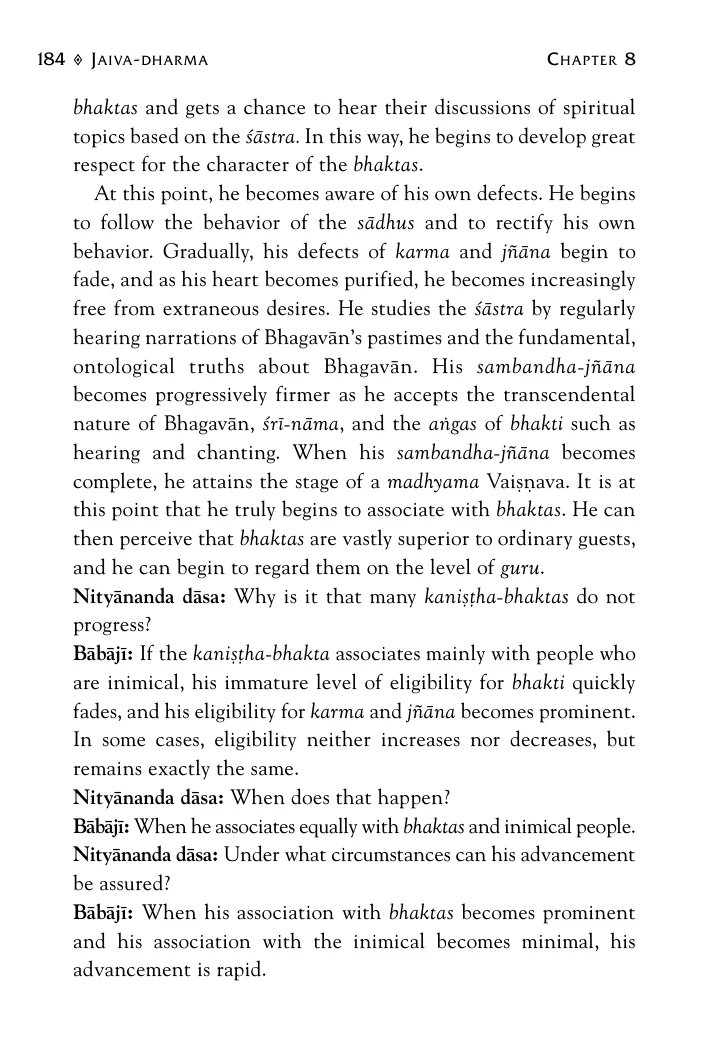 184 ◊ Jaiva-dharma Chapter 8
bhaktas and gets a chance to hear their discussions of spiritual
topics based on the śāstra. In this way, he begins to develop great
respect for the character of the bhaktas.
At this point, he becomes aware of his own defects. He begins
to follow the behavior of the sādhus and to rectify his own
behavior. Gradually, his defects of karma and jñāna begin to
fade, and as his heart becomes purified, he becomes increasingly
free from extraneous desires. He studies the śāstra by regularly
hearing narrations of Bhagavān’s pastimes and the fundamental,
ontological truths about Bhagavān. His sambandha-jñāna
becomes progressively firmer as he accepts the transcendental
nature of Bhagavān, śrī-nāma, and the aṅgas of bhakti such as
hearing and chanting. When his sambandha-jñāna becomes
complete, he attains the stage of a madhyama Vaiṣṇava. It is at
this point that he truly begins to associate with bhaktas. He can
then perceive that bhaktas are vastly superior to ordinary guests,
and he can begin to regard them on the level of guru.
Nityānanda dāsa: Why is it that many kaniṣṭha-bhaktas do not
progress?
Bābājī: If the kaniṣṭha-bhakta associates mainly with people who
are inimical, his immature level of eligibility for bhakti quickly
fades, and his eligibility for karma and jñāna becomes prominent.
In some cases, eligibility neither increases nor decreases, but
remains exactly the same.
Nityānanda dāsa: When does that happen?
Bābājī: When he associates equally with bhaktas and inimical people.
Nityānanda dāsa: Under what circumstances can his advancement
be assured?
Bābājī: When his association with bhaktas becomes prominent
and his association with the inimical becomes minimal, his
advancement is rapid.